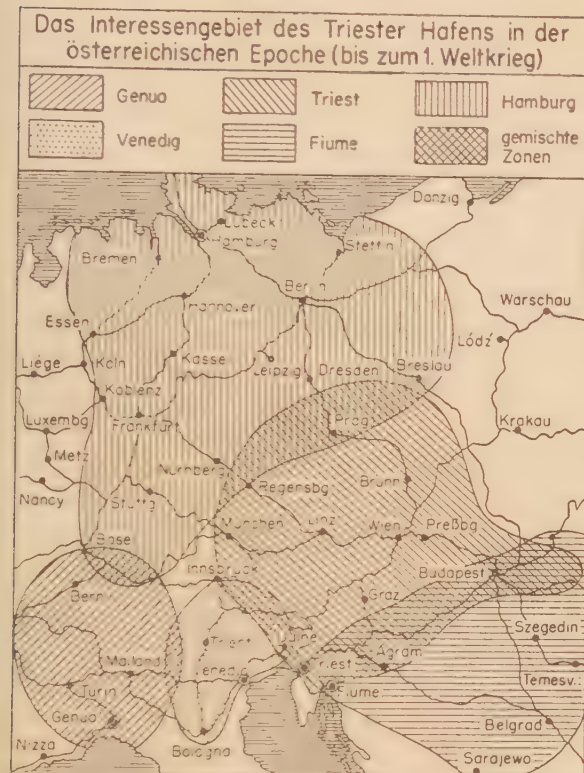 Das Interessengebiet des Triester Hafens in der
österreichischen Epoche (bis zum 1. Weltkrieg)
Genua
Triest
Hamburg
Venedig
Fiume
gemischte
Zonen
Danzig
Lübeck
Hamburg
Bremen
Stettin
Berlin
Hannover
Warschau
Essen
Lódź
Köln
Kasse
Liège
Leipzig
Dresden
Breslau
Koblenz
Luxembg
Frankfurt
Prag
Krakau
Metz
Nürnberg
Brünn
Nancy
Stuttg
Regensbg
München
Linz
Wien
Preßbg
Basel
Innsbruck
Budapest
Bern
Graz
Szegedin
Trient
Udine
Agram
Mailand
Venedig
Triest
Temesv.
Turin
Fiume
Genua
Belgrad
Nizza
Bologna
Sarajewo